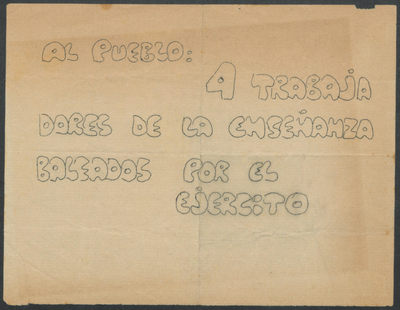 AL PUEBLO:
4 TRABAJA
DORES DE LA ENSEÑANZA
BALEADOS POR EL
EJERCITO